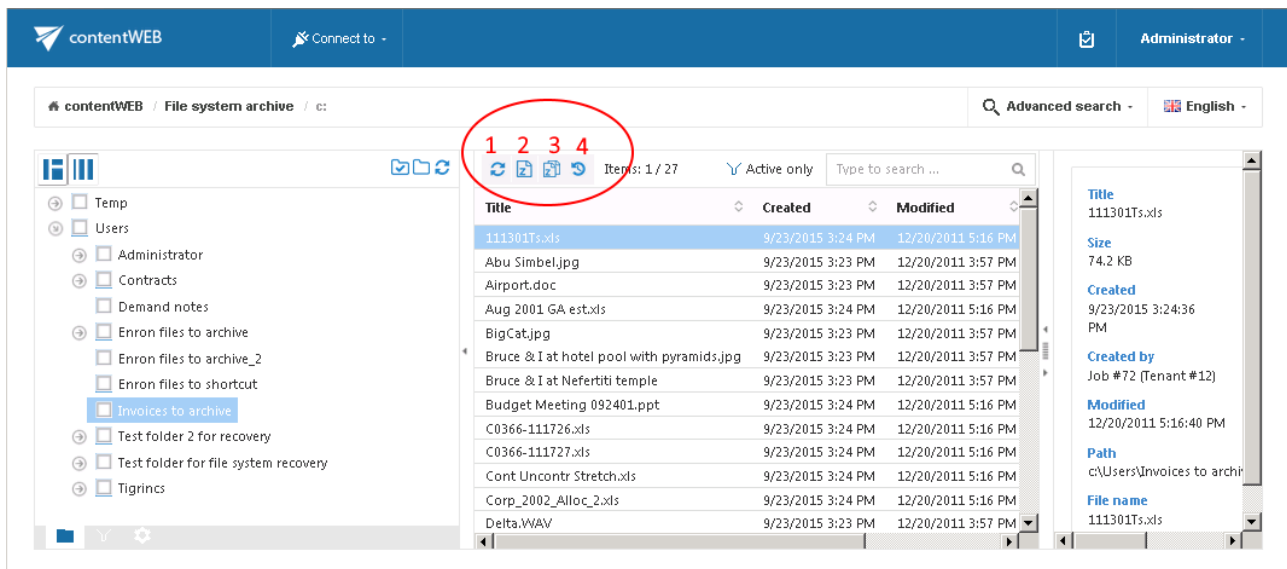 contentWEB Connect to Administrator
contentWEB / File system archive / c: Advanced search English
1 2 3 4
Items: 1 / 27 Active only Type to search ...
Temp
Users
Administrator
Contracts
Demand notes
Enron files to archive
Enron files to archive_2
Enron files to shortcut
Invoices to archive
Test folder 2 for recovery
Test folder for file system recovery
Tigrincs
Title Created Modified
111301Ts.xls 9/23/2015 3:24 PM 12/20/2011 5:16 PM
Abu Simbel.jpg 9/23/2015 3:23 PM 12/20/2011 3:57 PM
Airport.doc 9/23/2015 3:23 PM 12/20/2011 3:57 PM
Aug 2001 GA est.xls 9/23/2015 3:24 PM 12/20/2011 5:16 PM
BigCat.jpg 9/23/2015 3:23 PM 12/20/2011 3:57 PM
Bruce & I at hotel pool with pyramids.jpg 9/23/2015 3:23 PM 12/20/2011 3:57 PM
Bruce & I at Nefertiti temple 9/23/2015 3:23 PM 12/20/2011 3:57 PM
Budget Meeting 092401.ppt 9/23/2015 3:24 PM 12/20/2011 5:16 PM
C0366-111726.xls 9/23/2015 3:24 PM 12/20/2011 5:16 PM
C0366-111727.xls 9/23/2015 3:24 PM 12/20/2011 5:16 PM
Cont Uncontr Stretch.xls 9/23/2015 3:24 PM 12/20/2011 5:16 PM
Corp_2002_Alloc_2.xls 9/23/2015 3:24 PM 12/20/2011 5:16 PM
Delta.WAV 9/23/2015 3:23 PM 12/20/2011 3:57 PM
Title
111301Ts.xls
Size
74.2 KB
Created
9/23/2015 3:24:36
PM
Created by
Job #72 (Tenant #12)
Modified
12/20/2011 5:16:40 PM
Path
c:\Users\Invoices to archi
File name
111301Ts.xls